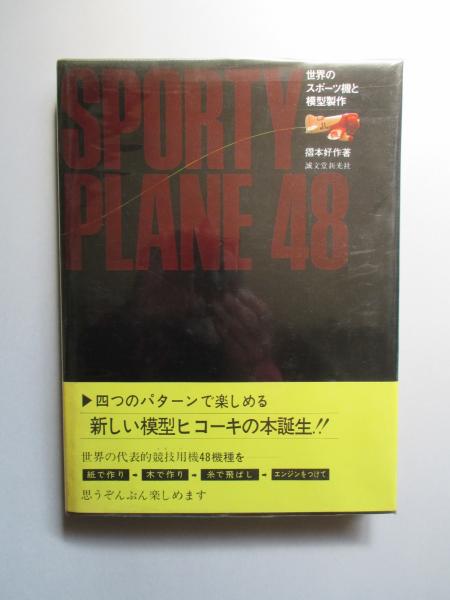 SPORTY
PLANE 48
世界の
スポーツ機と
模型製作
摺本好作著
誠文堂新光社
▶四つのパターンで楽しめる
新しい模型ヒコーキの本誕生!!
世界の代表的競技用機48機種を
紙で作り→木で作り→糸で飛ばし→エンジンをつけて
思うぞんぶん楽しめます